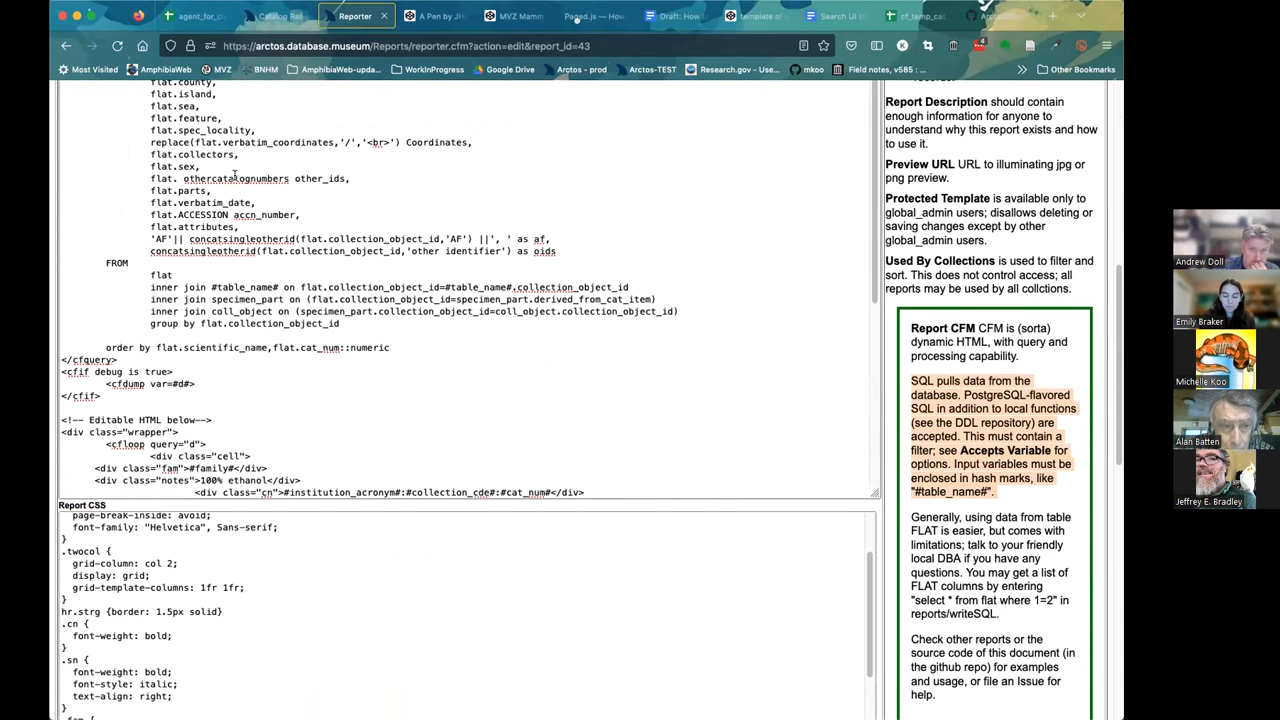 agent_for_cl
Catalog Re
Reporter
A Pen by JH
MVZ Mamm
Paged.js — How
Draft: How t
template of
Search UI
cf_temp_cat
Arctos
https://arctos.database.museum/Reports/reporter.cfm?action=edit&report_id=43
Most Visited
AmphibiaWeb
MVZ
BNHM
AmphibiaWeb-upda...
WorkInProgress
Google Drive
Arctos - prod
Arctos-TEST
Research.gov - Use...
mkoo
Field notes, v585 : ...
Other Bookmarks
flat.county,
flat.island,
flat.sea,
flat.feature,
flat.spec_locality,
replace(flat.verbatim_coordinates,'/','<br>') Coordinates,
flat.collectors,
flat.sex,
flat. othercatalognumbers other_ids,
flat.parts,
flat.verbatim_date,
flat.ACCESSION accn_number,
flat.attributes,
'AF'|| concatsingleotherid(flat.collection_object_id,'AF') ||', ' as af,
concatsingleotherid(flat.collection_object_id,'other identifier') as oids
FROM
flat
inner join #table_name# on flat.collection_object_id=#table_name#.collection_object_id
inner join specimen_part on (flat.collection_object_id=specimen_part.derived_from_cat_item)
inner join coll_object on (specimen_part.collection_object_id=coll_object.collection_object_id)
group by flat.collection_object_id
order by flat.scientific_name,flat.cat_num::numeric
</cfquery>
<cfif debug is true>
<cfdump var=#d#>
</cfif>
<!-- Editable HTML below-->
<div class="wrapper">
<cfloop query="d">
<div class="cell">
<div class="fam">#family#</div>
<div class="notes">100% ethanol</div>
<div class="cn">#institution_acronym#:#collection_cde#:#cat_num#</div>
Report CSS
page-break-inside: avoid;
font-family: "Helvetica", Sans-serif;
}
.twocol {
grid-column: col 2;
display: grid;
grid-template-columns: 1fr 1fr;
}
hr.strg {border: 1.5px solid}
.cn {
font-weight: bold;
}
.sn {
font-weight: bold;
font-style: italic;
text-align: right;
}
Report Description should contain
enough information for anyone to
understand why this report exists and how
to use it.
Preview URL URL to illuminating jpg or
png preview.
Protected Template is available only to
global_admin users; disallows deleting or
saving changes except by other
global_admin users.
Used By Collections is used to filter and
sort. This does not control access; all
reports may be used by all collctions.
Report CFM CFM is (sorta)
dynamic HTML, with query and
processing capability.
SQL pulls data from the
database. PostgreSQL-flavored
SQL in addition to local functions
(see the DDL repository) are
accepted. This must contain a
filter; see Accepts Variable for
options. Input variables must be
enclosed in hash marks, like
"#table_name#".
Generally, using data from table
FLAT is easier, but comes with
limitations; talk to your friendly
local DBA if you have any
questions. You may get a list of
FLAT columns by entering
"select * from flat where 1=2" in
reports/writeSQL.
Check other reports or the
source code of this document (in
the github repo) for examples
and usage, or file an Issue for
help.
Andrew Doll
Emily Braker
Michelle Koo
Alan Batten
Jeffrey E. Bradley